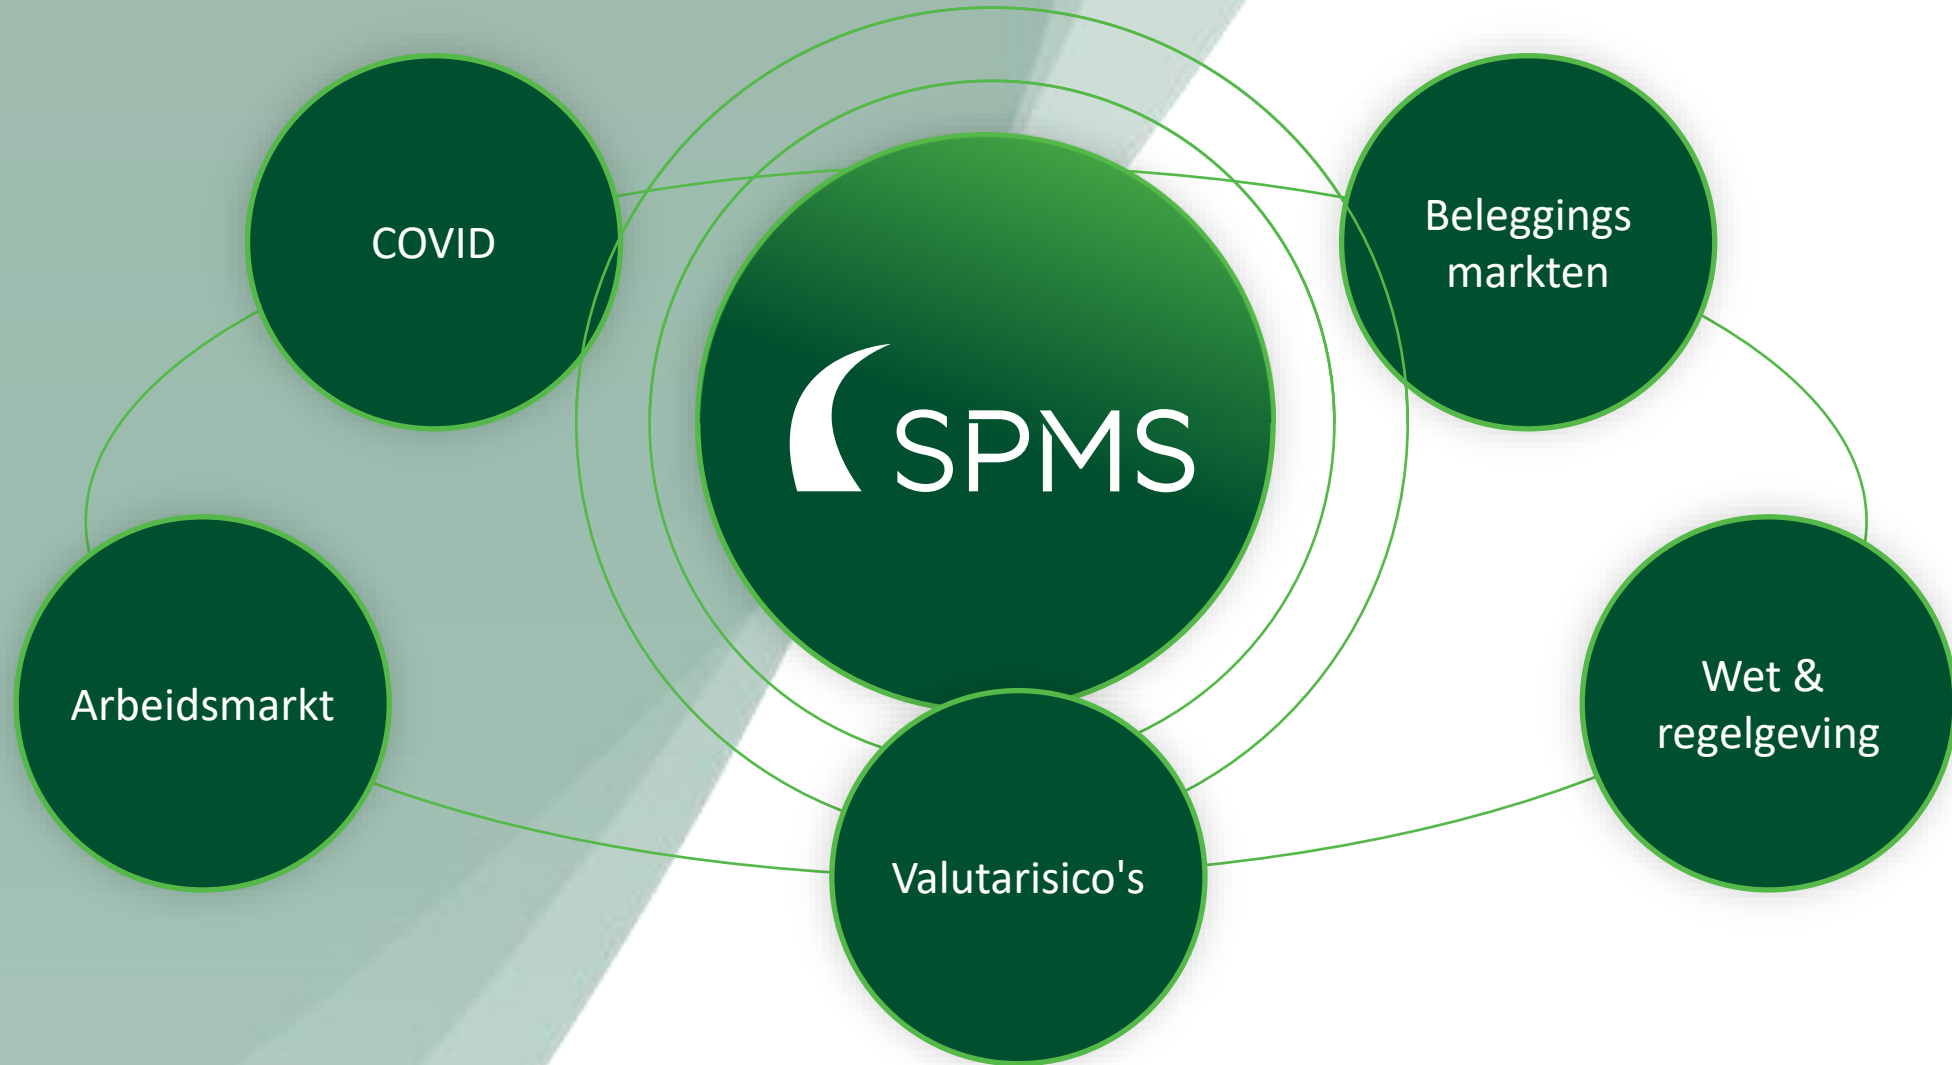 COVID
Beleggings
markten
SPMS
Arbeidsmarkt
Wet &
regelgeving
Valutarisico's